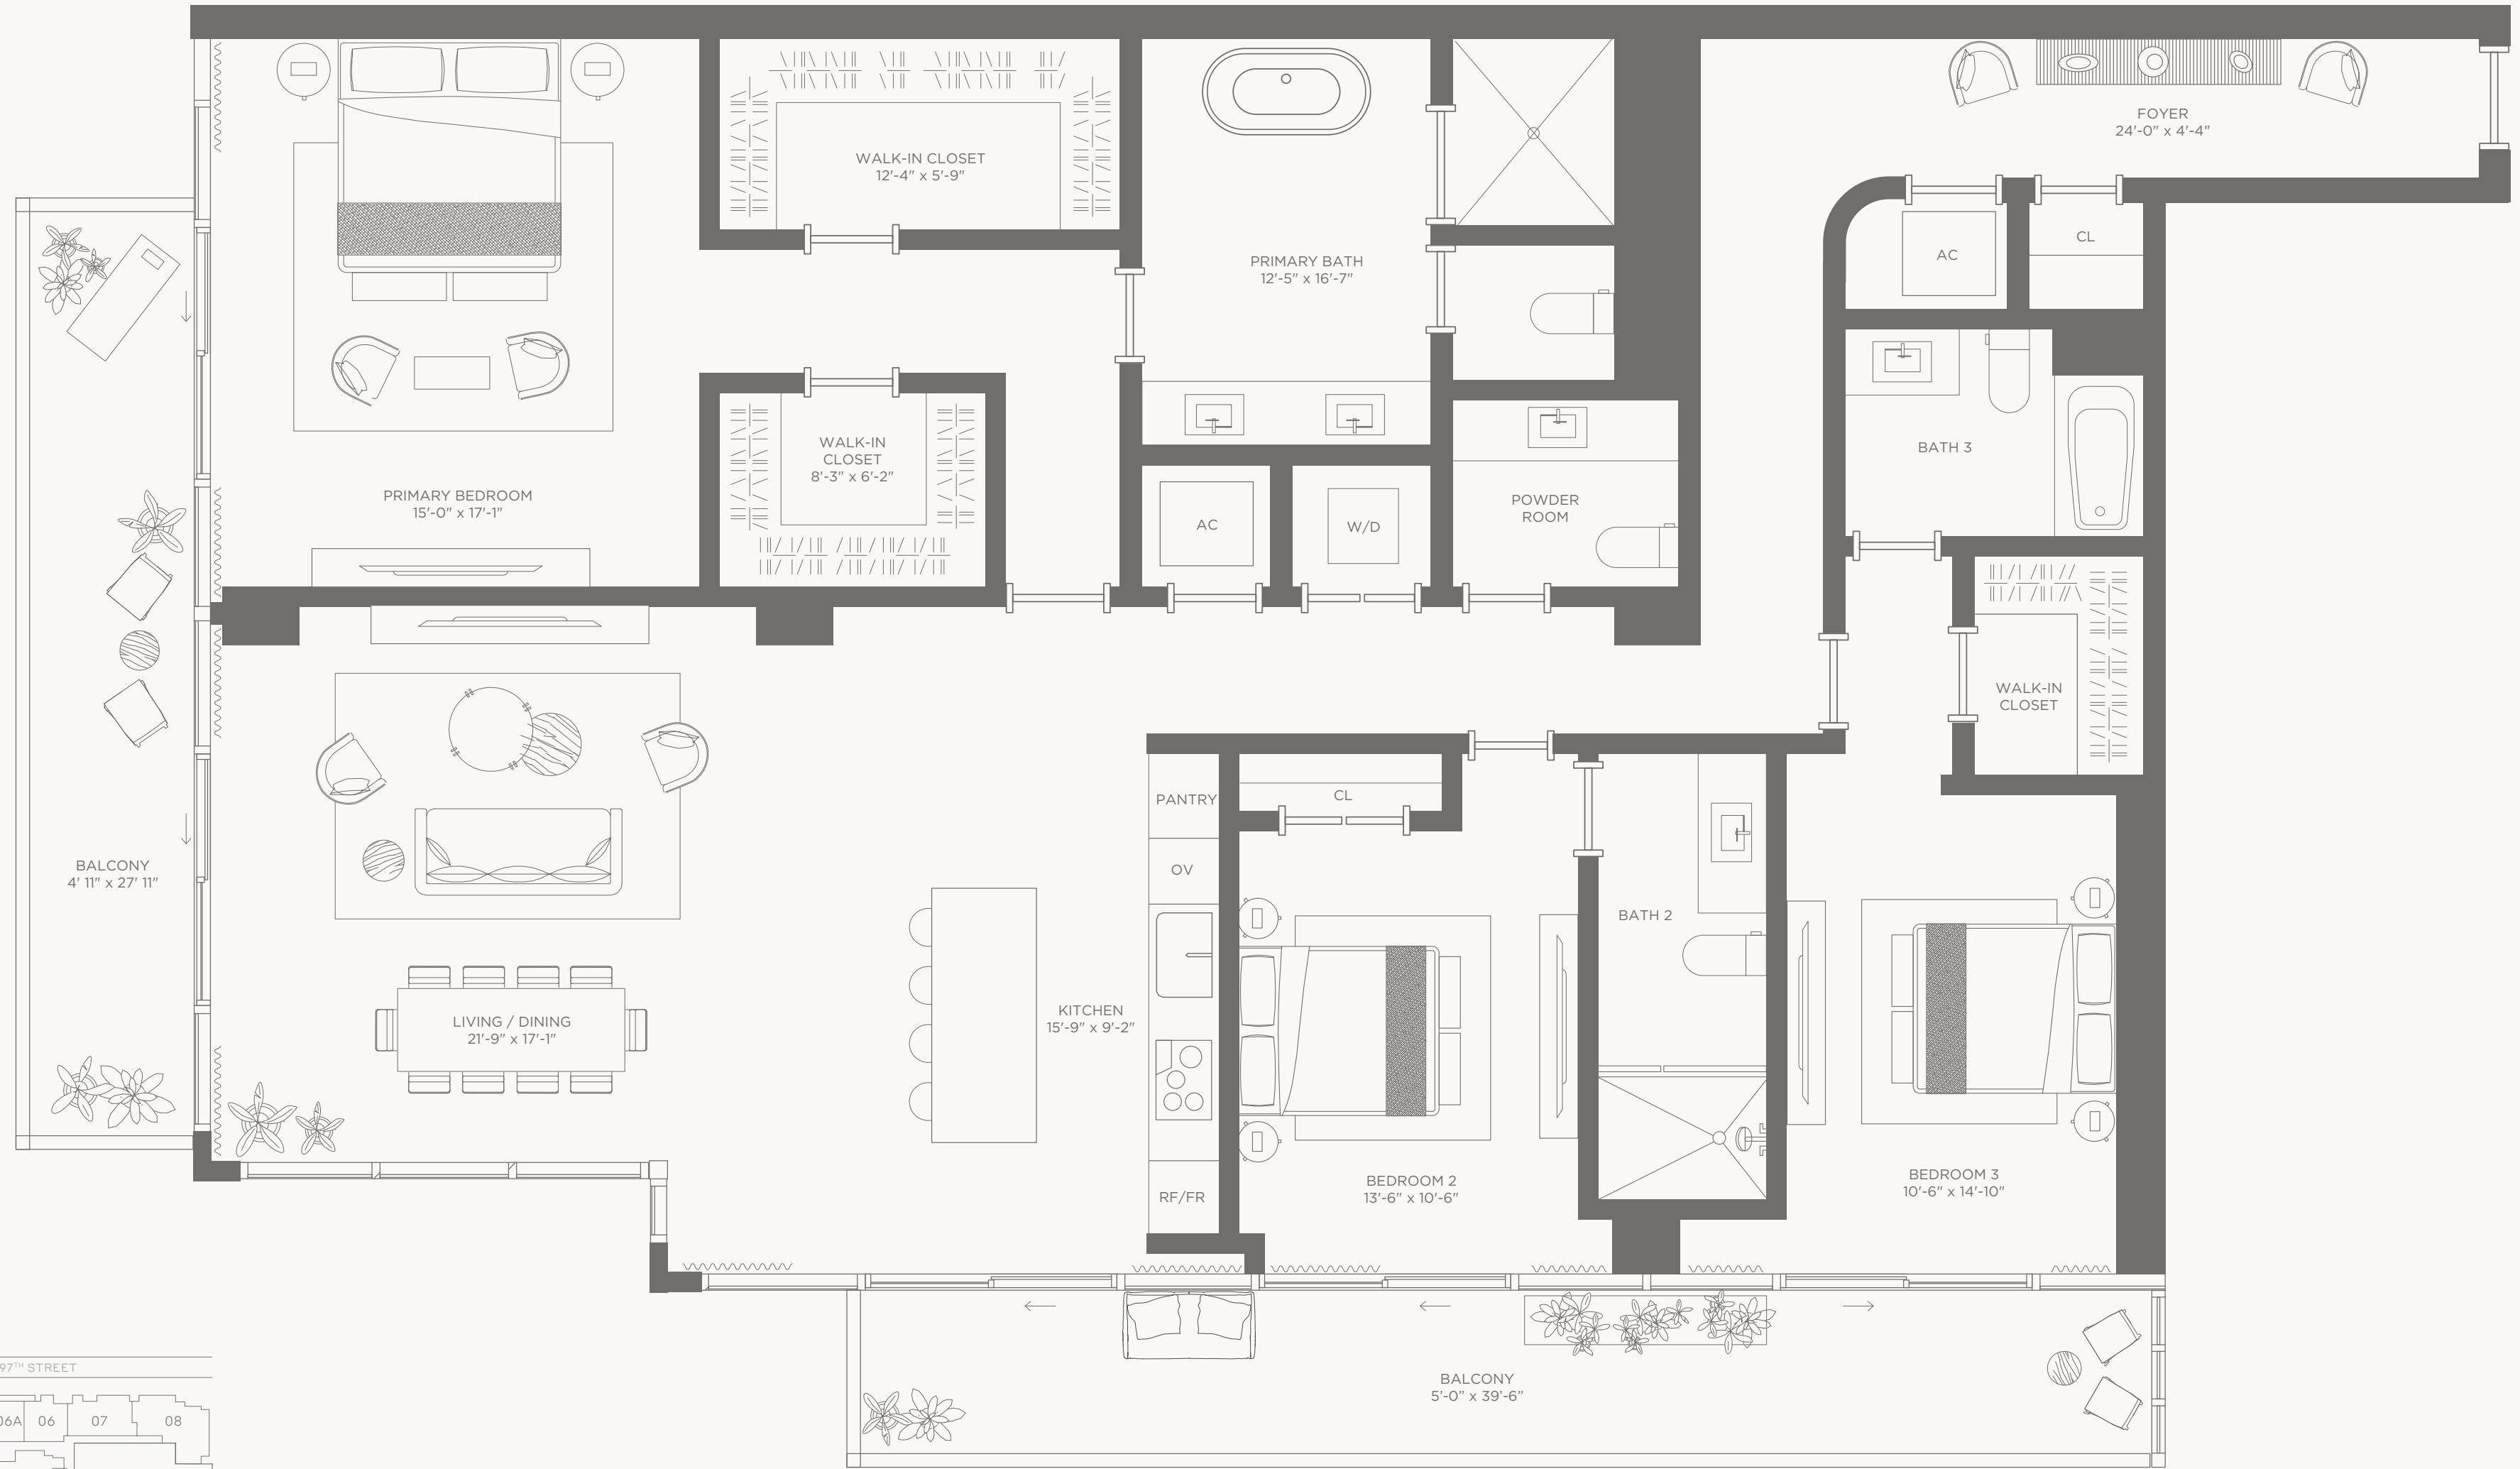 FOYER
24'-0" x 4'-4"
WALK-IN CLOSET
12'-4" x 5'-9"
PRIMARY BATH
12'-5" x 16'-7"
AC
CL
WALK-IN
CLOSET
8'-3" x 6'-2"
BATH 3
PRIMARY BEDROOM
15'-0" x 17'-1"
AC
W/D
POWDER
ROOM
WALK-IN
CLOSET
PANTRY
CL
BALCONY
4' 11" x 27' 11"
OV
BATH 2
LIVING / DINING
21'-9" x 17'-1"
KITCHEN
15'-9" x 9'-2"
RF/FR
BEDROOM 2
13'-6" x 10'-6"
BEDROOM 3
10'-6" x 14'-10"
BALCONY
5'-0" x 39'-6"
97TH STREET
06A 06 07 08